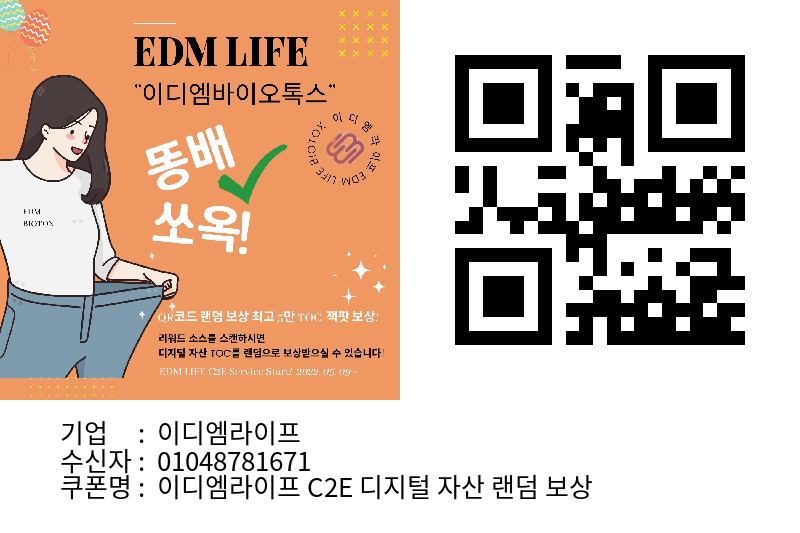 EDM LIFE
"이디엠바이오톡스"
똥배
쏘옥!
이디엠라이프 EDM LIFE BIOTOX
EDM
BIOTOX
QR코드 랜덤 보상 최고 5만 TOC 잭팟 보상!
리워드 소스를 스캔하시면
디지털 자산 TOC를 랜덤으로 보상받으실 수 있습니다!
EDM LIFE C2E Service Start! 2022. 05. 09 ~
기업 : 이디엠라이프
수신자 : 01048781671
쿠폰명 : 이디엠라이프 C2E 디지털 자산 랜덤 보상